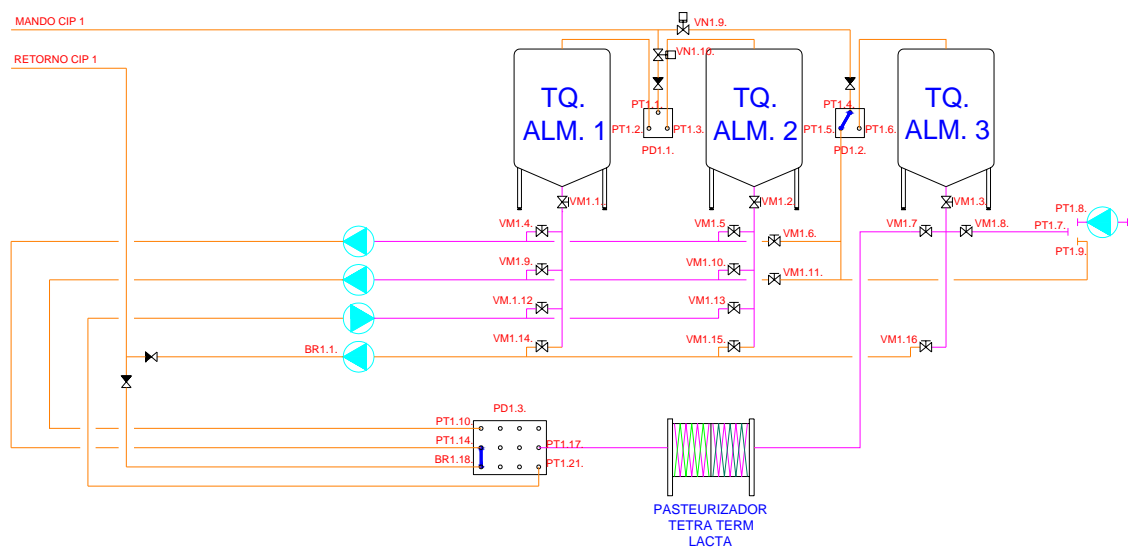 MANDO CIP 1
VN1.9.
RETORNO CIP 1
VN1.10.
TQ.
ALM. 1
TQ.
ALM. 2
TQ.
ALM. 3
PT1.1.
PT1.2.
PT1.3.
PD1.1.
PT1.4.
PT1.5.
PT1.6.
PD1.2.
VM1.1.
VM1.2.
VM1.3.
VM1.4.
VM1.5
VM1.6.
VM1.7
VM1.8.
PT1.8.
PT1.7.
PT1.9.
VM1.9.
VM1.10.
VM1.11.
VM.1.12
VM1.13
VM1.14.
VM1.15.
VM1.16
BR1.1.
PD1.3.
PT1.10.
PT1.14.
PT1.17.
BR1.18.
PT1.21.
PASTEURIZADOR
TETRA TERM
LACTA